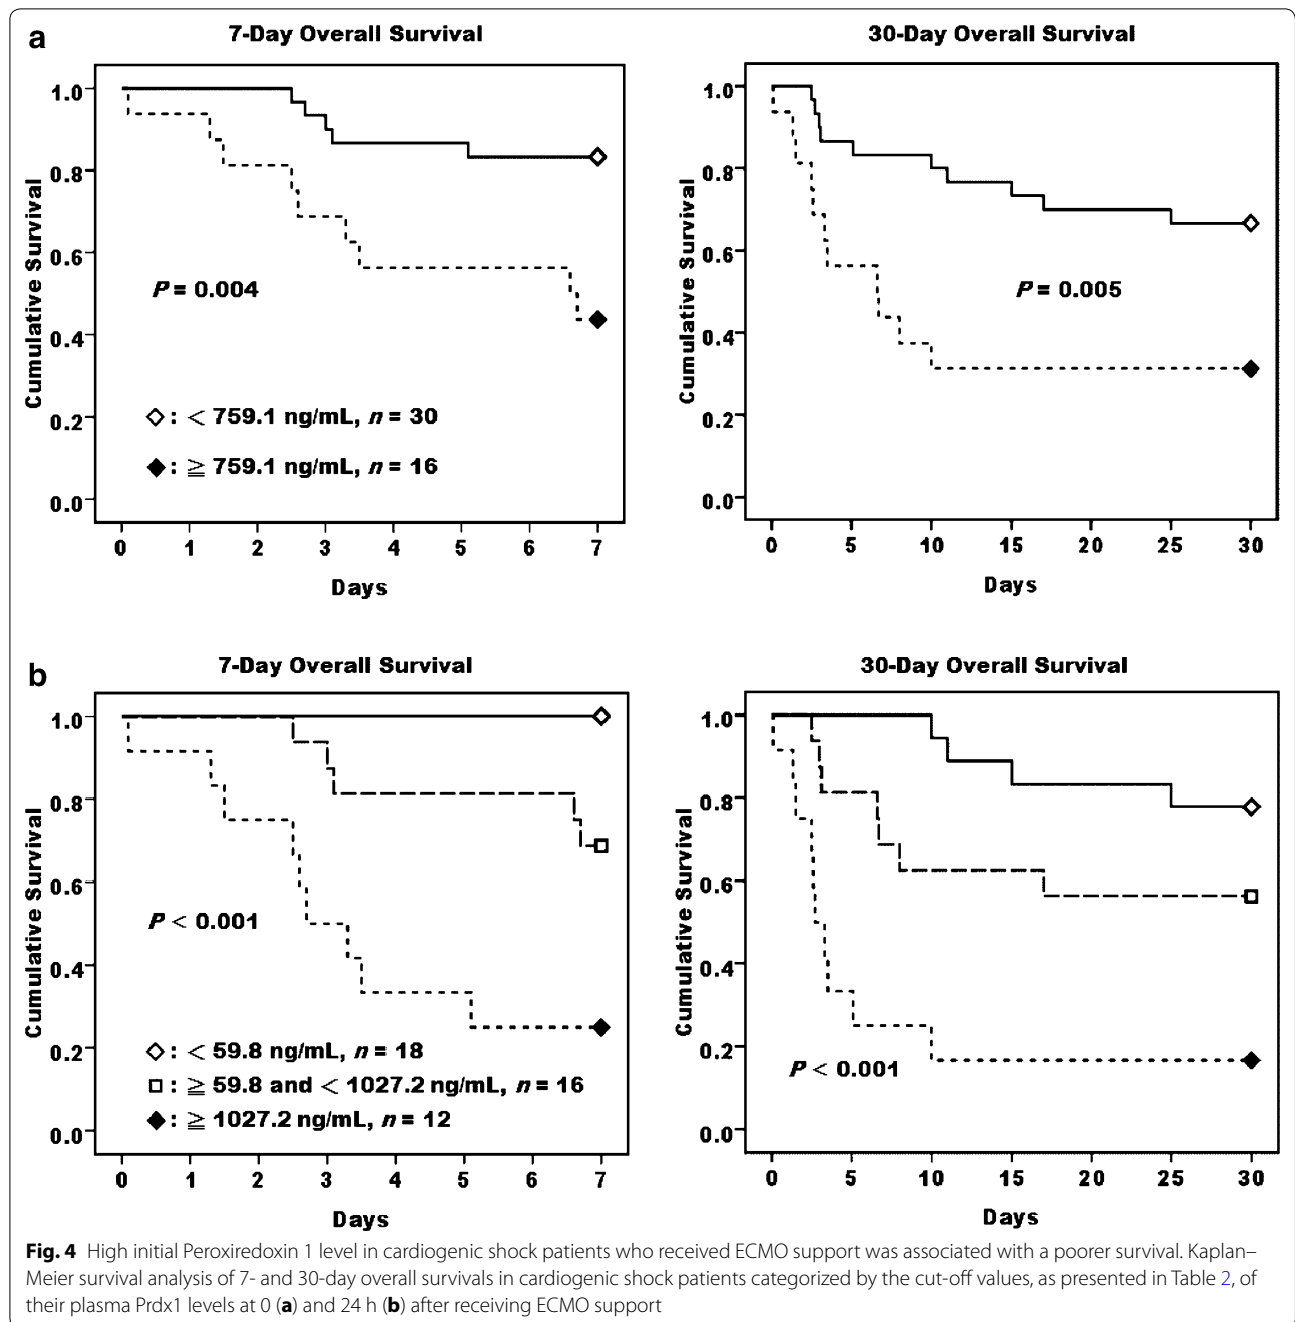 a
7-Day Overall Survival
1.0
0.8
0.6
0.4
0.2
0.0
Cumulative Survival
P = 0.004
◇: < 759.1 ng/mL, n = 30
◆: ≧ 759.1 ng/mL, n = 16
0 1 2 3 4 5 6 7
Days
30-Day Overall Survival
1.0
0.8
0.6
0.4
0.2
0.0
Cumulative Survival
P = 0.005
0 5 10 15 20 25 30
Days
b
7-Day Overall Survival
1.0
0.8
0.6
0.4
0.2
0.0
Cumulative Survival
P < 0.001
◇: < 59.8 ng/mL, n = 18
□: ≧ 59.8 and < 1027.2 ng/mL, n = 16
◆: ≧ 1027.2 ng/mL, n = 12
0 1 2 3 4 5 6 7
Days
30-Day Overall Survival
1.0
0.8
0.6
0.4
0.2
0.0
Cumulative Survival
P < 0.001
0 5 10 15 20 25 30
Days
Fig. 4 High initial Peroxiredoxin 1 level in cardiogenic shock patients who received ECMO support was associated with a poorer survival. Kaplan–
Meier survival analysis of 7- and 30-day overall survivals in cardiogenic shock patients categorized by the cut-off values, as presented in Table 2, of
their plasma Prdx1 levels at 0 (a) and 24 h (b) after receiving ECMO support